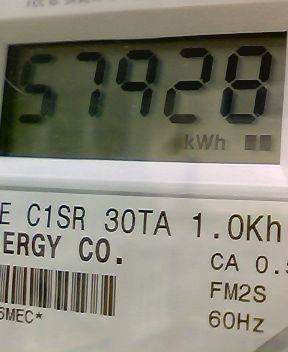 57928
kWh
E C1SR 30TA 1.0Kh
ERGY CO.
CA 0.5
FM2S
6MEC*
60Hz